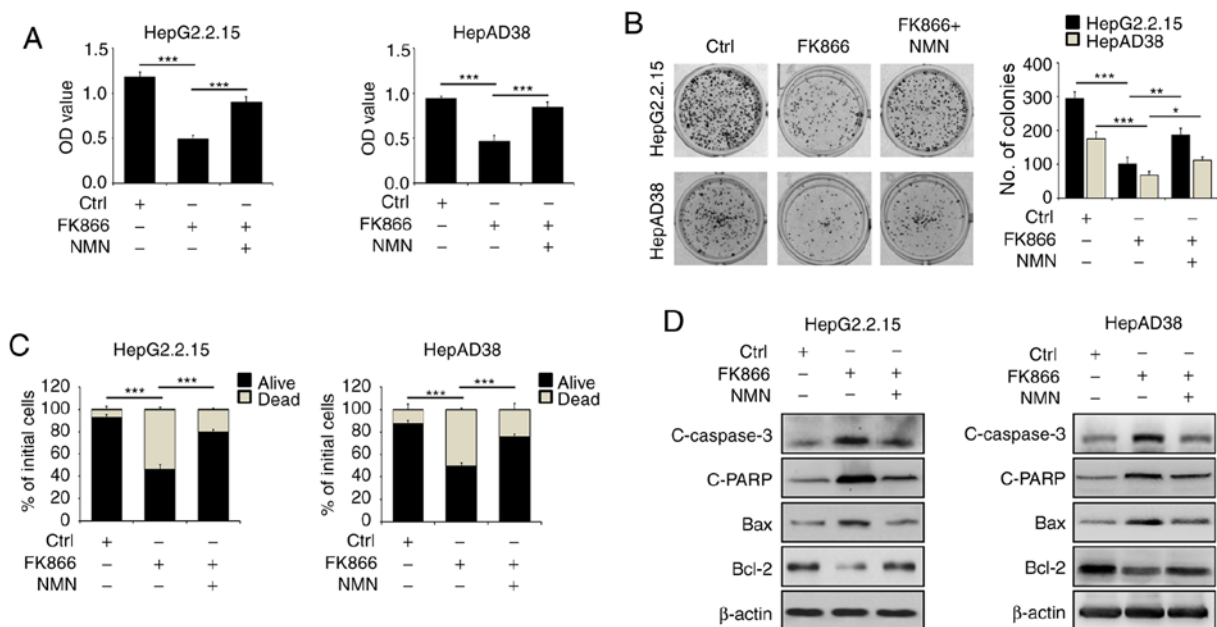 A
HepG2.2.15
OD value
1.5
1.0
0.5
0.0
Ctrl + – –
FK866 – + +
NMN – – +
***
***
HepAD38
OD value
1.5
1.0
0.5
0.0
Ctrl + – –
FK866 – + +
NMN – – +
***
***
B
Ctrl FK866 FK866+
NMN
HepG2.2.15
HepAD38
HepG2.2.15
HepAD38
No. of colonies
400
300
200
100
0
***
**
***
*
Ctrl + – –
FK866 – + +
NMN – – +
C
HepG2.2.15
Alive
Dead
% of initial cells
120
100
80
60
40
20
0
***
***
Ctrl + – –
FK866 – + +
NMN – – +
HepAD38
Alive
Dead
% of initial cells
120
100
80
60
40
20
0
***
***
Ctrl + – –
FK866 – + +
NMN – – +
D
HepG2.2.15
Ctrl + – –
FK866 – + +
NMN – – +
C-caspase-3
C-PARP
Bax
Bcl-2
β-actin
HepAD38
Ctrl + – –
FK866 – + +
NMN – – +
C-caspase-3
C-PARP
Bax
Bcl-2
β-actin